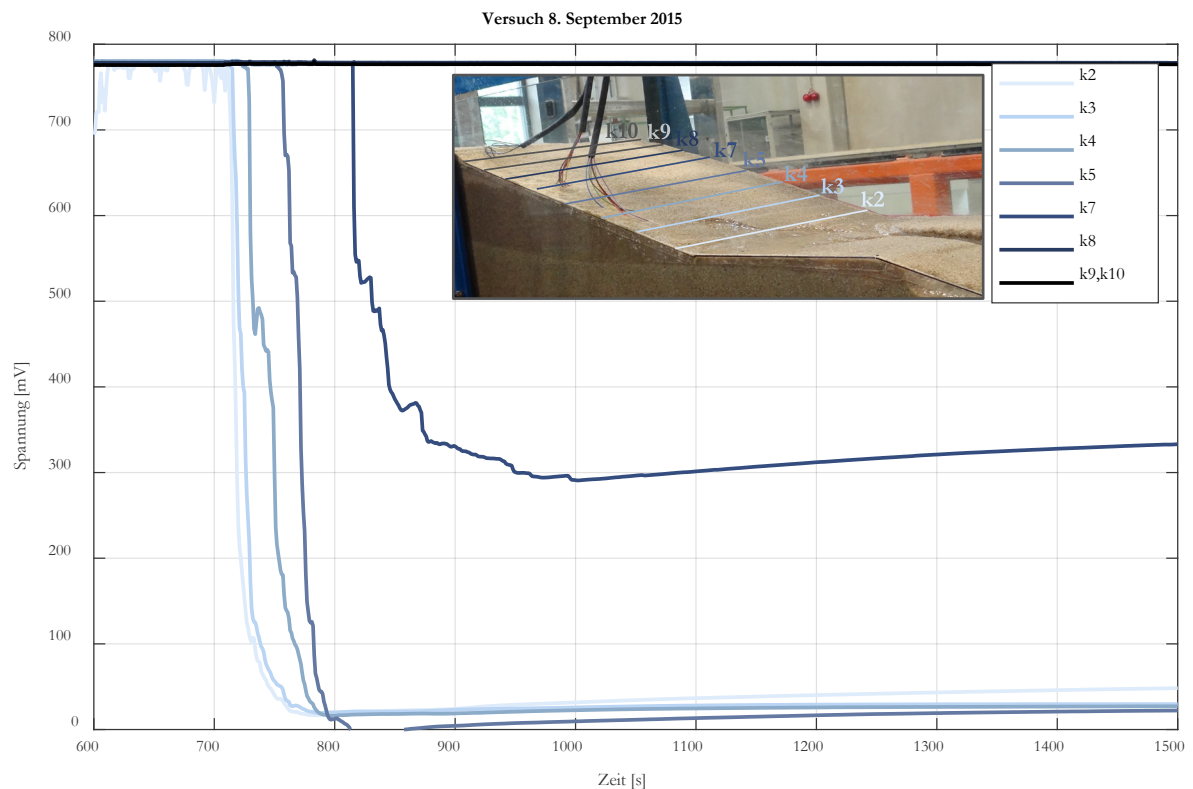 Versuch 8. September 2015
800
700
600
500
400
300
200
100
0
Spannung [mV]
600
700
800
900
1000
1100
1200
1300
1400
1500
Zeit [s]
k10
k9
k8
k7
k5
k4
k3
k2
k2
k3
k4
k5
k7
k8
k9,k10